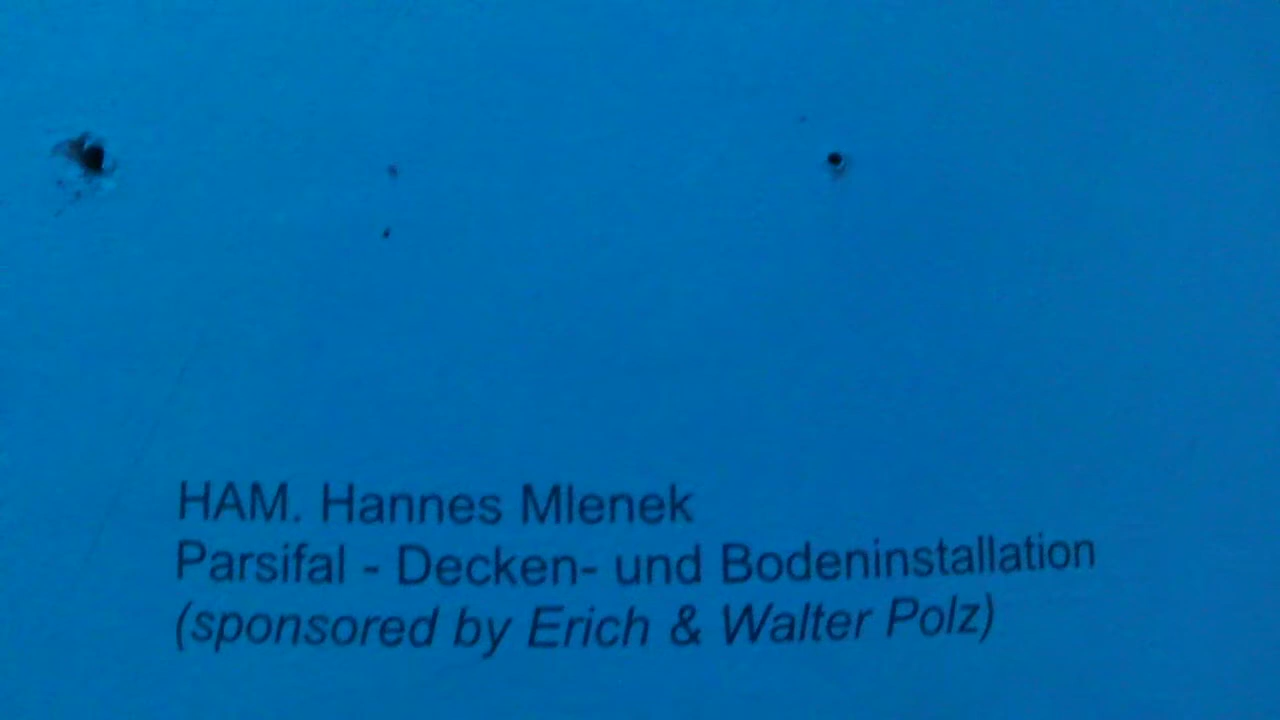 HAM. Hannes Mlenek
Parsifal - Decken- und Bodeninstallation
(sponsored by Erich & Walter Polz)